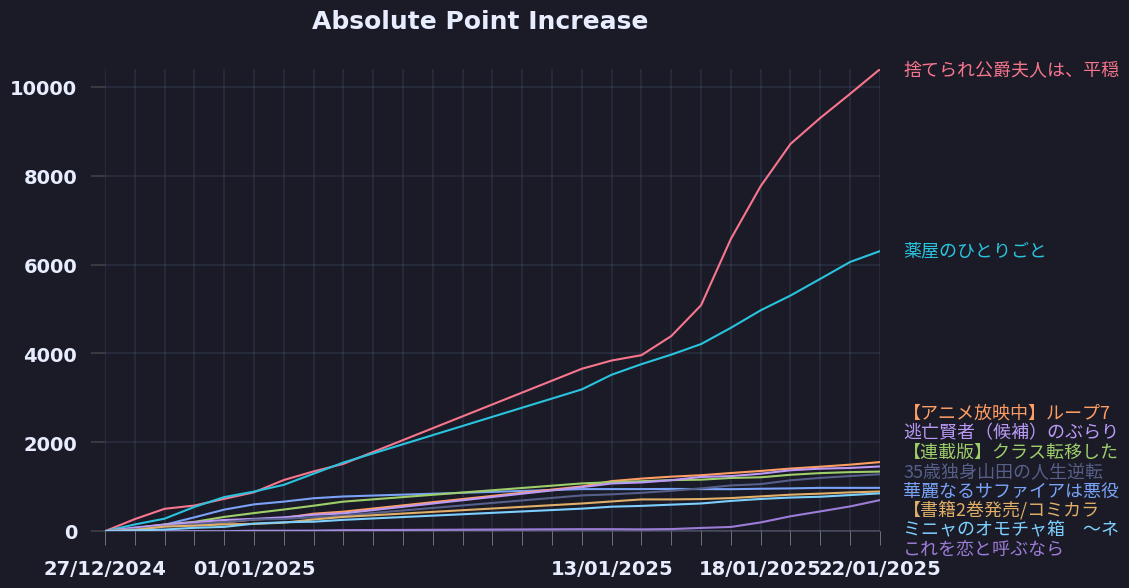 Absolute Point Increase
10000
8000
6000
4000
2000
0
27/12/2024
01/01/2025
13/01/2025
18/01/2025
22/01/2025
捨てられ公爵夫人は、平穏
薬屋のひとりごと
【アニメ放映中】ループ7
逃亡賢者（候補）のぶらり
【連載版】クラス転移した
35歳独身山田の人生逆転
華麗なるサファイアは悪役
【書籍2巻発売/コミカラ
ミニャのオモチャ箱　～ネ
これを恋と呼ぶなら